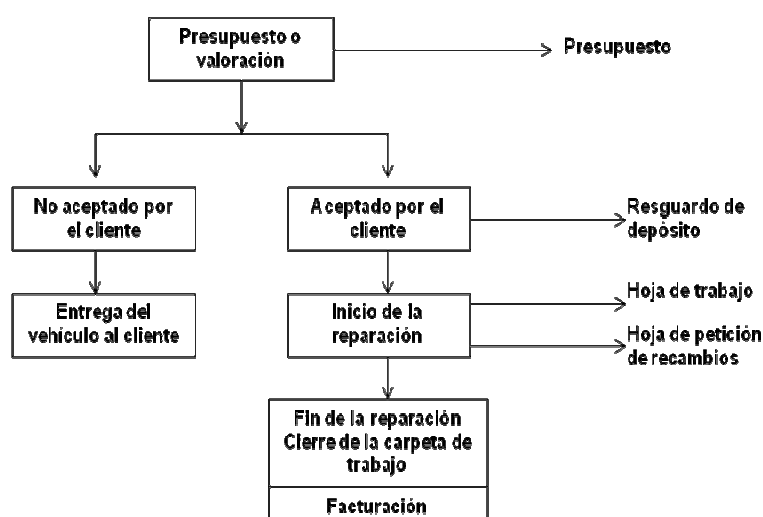 Presupuesto o
valoración
Presupuesto
No aceptado por
el cliente
Aceptado por el
cliente
Resguardo de
depósito
Entrega del
vehículo al cliente
Inicio de la
reparación
Hoja de trabajo
Hoja de petición
de recambios
Fin de la reparación
Cierre de la carpeta de
trabajo
Facturación